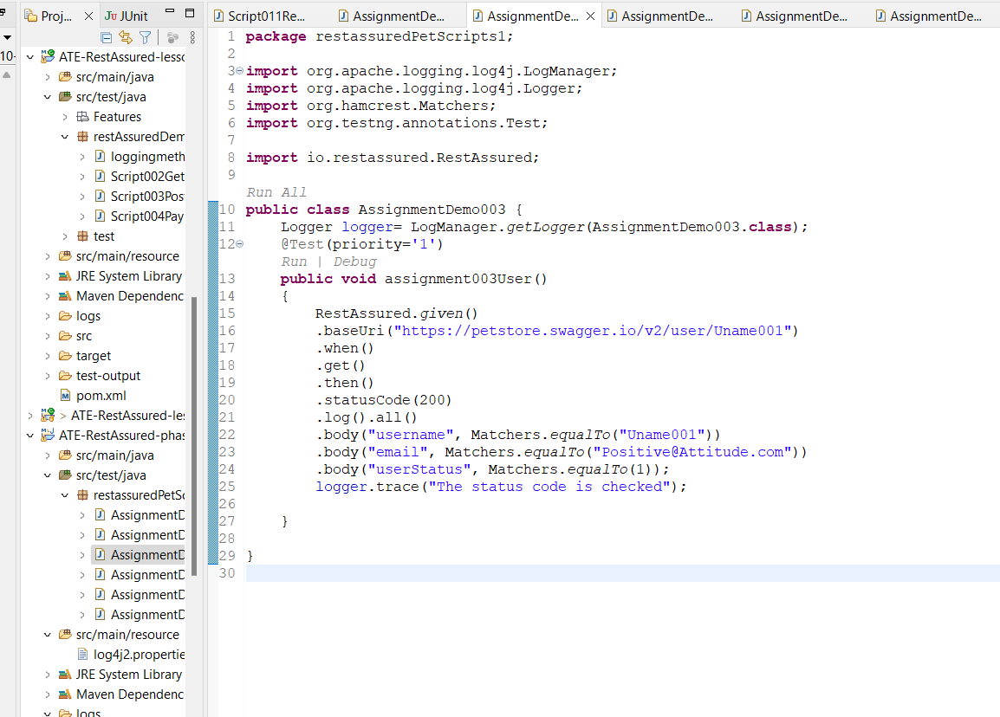 Proj...
JUnit
10-
ATE-RestAssured-lesso
src/main/java
src/test/java
Features
restAssuredDem
loggingmeth
Script002Get
Script003Pos
Script004Pay
test
src/main/resource
JRE System Library
Maven Dependenc
logs
src
target
test-output
pom.xml
> ATE-RestAssured-les
ATE-RestAssured-phas
src/main/java
src/test/java
restassuredPetSc
AssignmentD
AssignmentD
AssignmentD
AssignmentD
AssignmentD
AssignmentD
src/main/resource
log4j2.propertie
JRE System Library
Maven Dependenc
logs
Script011Re...
AssignmentDe...
AssignmentDe...
AssignmentDe...
AssignmentDe...
AssignmentDe...
1 package restassuredPetScripts1;
2
3 import org.apache.logging.log4j.LogManager;
4 import org.apache.logging.log4j.Logger;
5 import org.hamcrest.Matchers;
6 import org.testng.annotations.Test;
7
8 import io.restassured.RestAssured;
9
Run All
10 public class AssignmentDemo003 {
11 Logger logger= LogManager.getLogger(AssignmentDemo003.class);
12 @Test(priority='1')
Run | Debug
13 public void assignment003User()
14 {
15 RestAssured.given()
16 .baseUri("https://petstore.swagger.io/v2/user/Uname001")
17 .when()
18 .get()
19 .then()
20 .statusCode(200)
21 .log().all()
22 .body("username", Matchers.equalTo("Uname001"))
23 .body("email", Matchers.equalTo("Positive@Attitude.com"))
24 .body("userStatus", Matchers.equalTo(1));
25 logger.trace("The status code is checked");
26
27 }
28
29 }
30